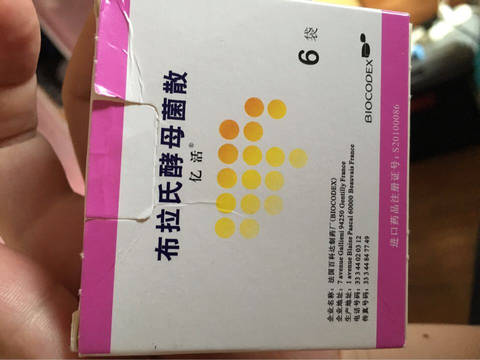 布拉氏酵母菌散
亿活®
6袋
BIOCODEX
企业名称：法国百科达制药厂(BIOCODEX)
企业地址：7 avenue Gallieni 94250 Gentilly France
生产地址：1 avenue Blaise Pascal 60000 Beauvais France
电话号码：33 3 44 02 03 12
传真号码：33 3 44 84 77 49
进口药品注册证号：S20100086